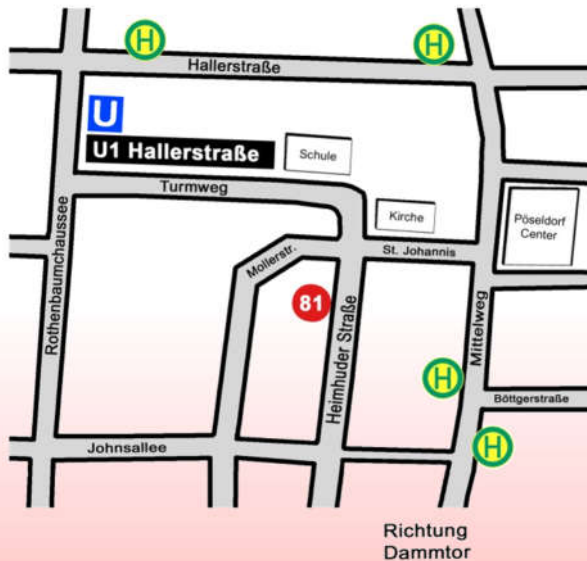 H
H
Hallerstraße
U
U1 Hallerstraße
Schule
Turmweg
Kirche
Pöseldorf
Center
Rothenbaumchaussee
Mollerstr.
St. Johannis
81
Heimhuder Straße
Mittelweg
H
Böttgerstraße
Johnsallee
H
Richtung
Dammtor